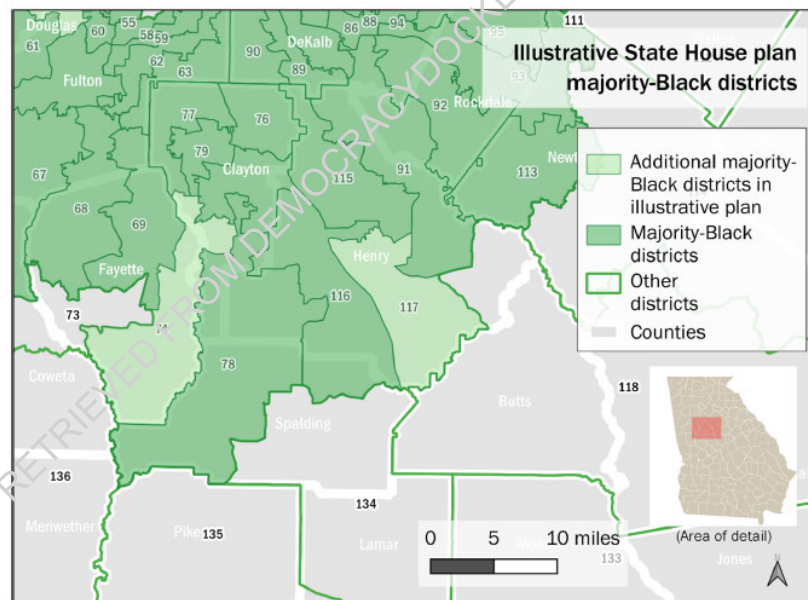 Illustrative State House plan
majority-Black districts
Additional majority-
Black districts in
illustrative plan
Majority-Black
districts
Other
districts
Counties
RETRIEVED FROM DEMOCRACYDOCKE
Douglas
61
60
55
58
59
62
63
Fulton
90
DeKalb
86
88
94
89
95
93
111
92
Rockdale
77
76
79
Clayton
91
115
113
Newt
67
68
69
Fayette
73
74
Henry
116
117
78
Coweta
Spalding
Butts
118
136
134
Meriwether
Pike
135
Lamar
133
Jones
0 5 10 miles
(Area of detail)